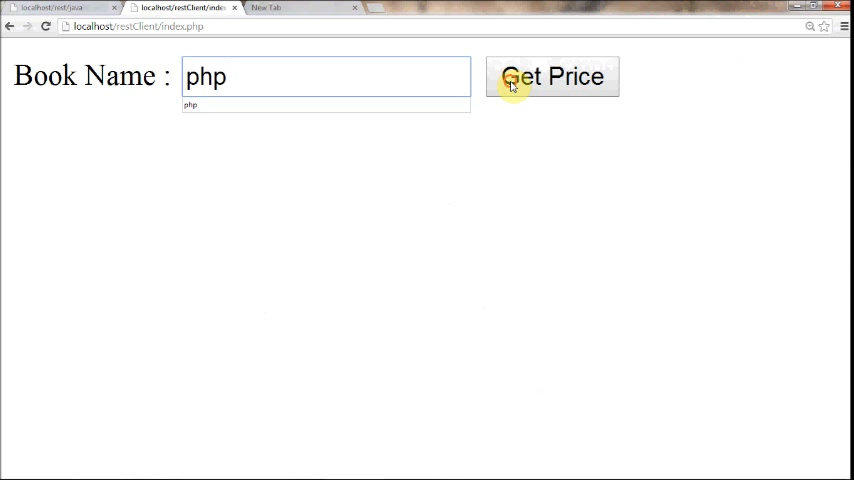 localhost/rest/java
localhost/restClient/index
New Tab
localhost/restClient/index.php
Book Name :
php
Get Price
php